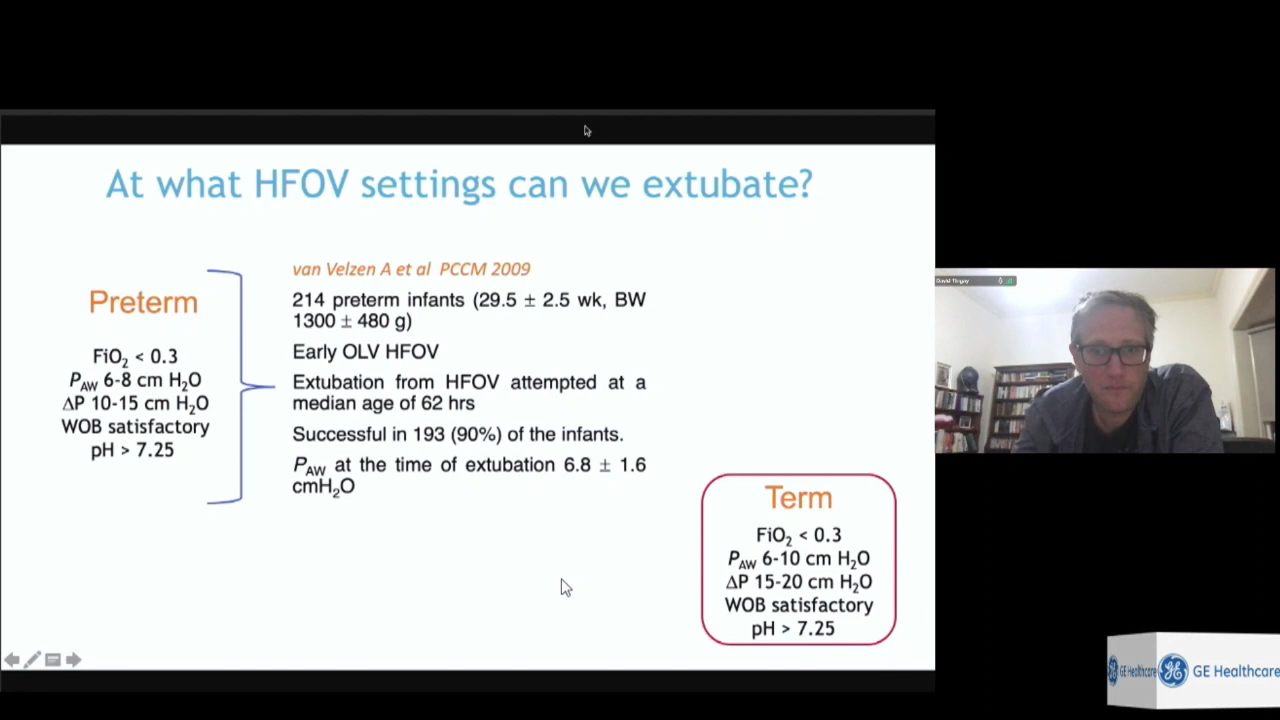 At what HFOV settings can we extubate?
van Velzen A et al PCCM 2009
Preterm
FiO₂ < 0.3
P_AW 6-8 cm H₂O
ΔP 10-15 cm H₂O
WOB satisfactory
pH > 7.25
214 preterm infants (29.5 ± 2.5 wk, BW
1300 ± 480 g)
Early OLV HFOV
Extubation from HFOV attempted at a
median age of 62 hrs
Successful in 193 (90%) of the infants.
P_AW at the time of extubation 6.8 ± 1.6
cmH₂O
Term
FiO₂ < 0.3
P_AW 6-10 cm H₂O
ΔP 15-20 cm H₂O
WOB satisfactory
pH > 7.25
David Tingay
GE Healthcare
GE Healthcare